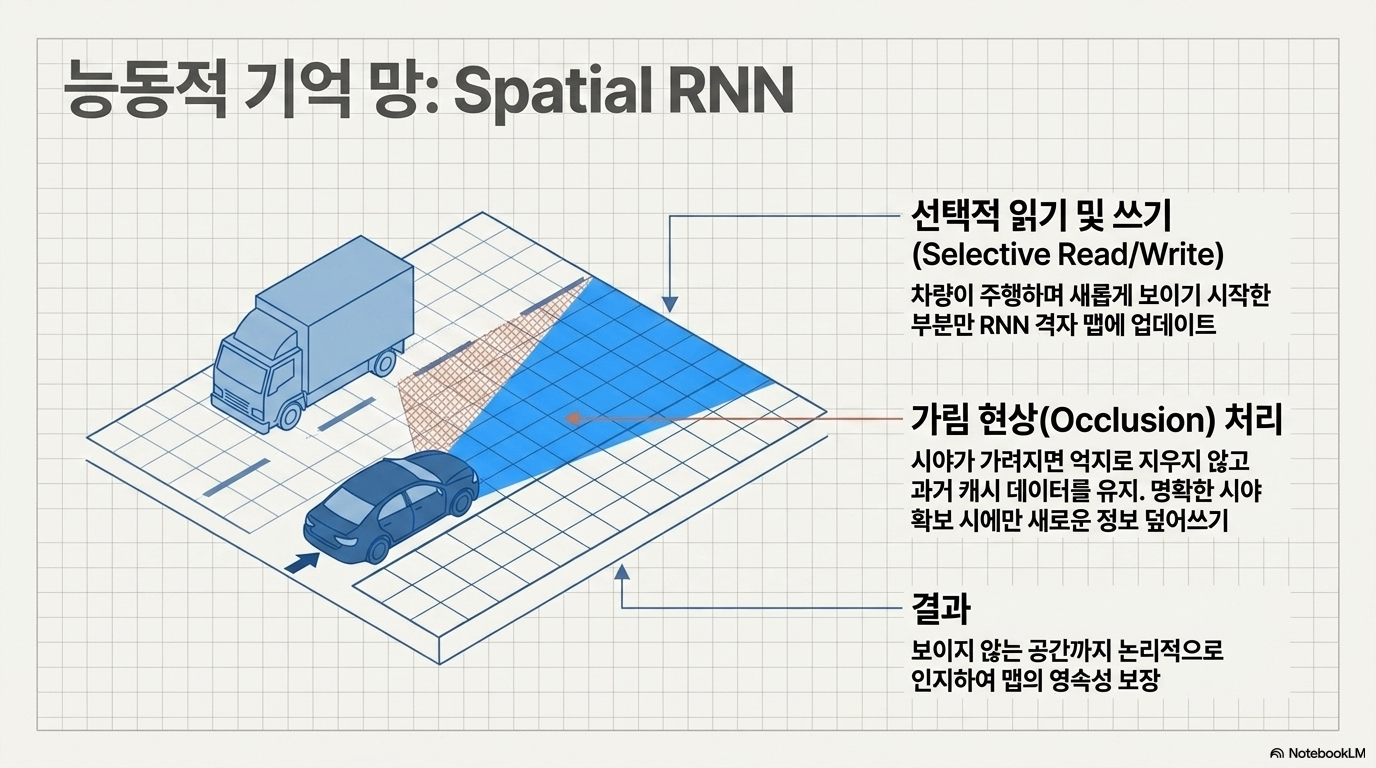 능동적 기억 망: Spatial RNN
선택적 읽기 및 쓰기
(Selective Read/Write)
차량이 주행하며 새롭게 보이기 시작한
부분만 RNN 격자 맵에 업데이트
가림 현상(Occlusion) 처리
시야가 가려지면 억지로 지우지 않고
과거 캐시 데이터를 유지. 명확한 시야
확보 시에만 새로운 정보 덮어쓰기
결과
보이지 않는 공간까지 논리적으로
인지하여 맵의 영속성 보장
NotebookLM